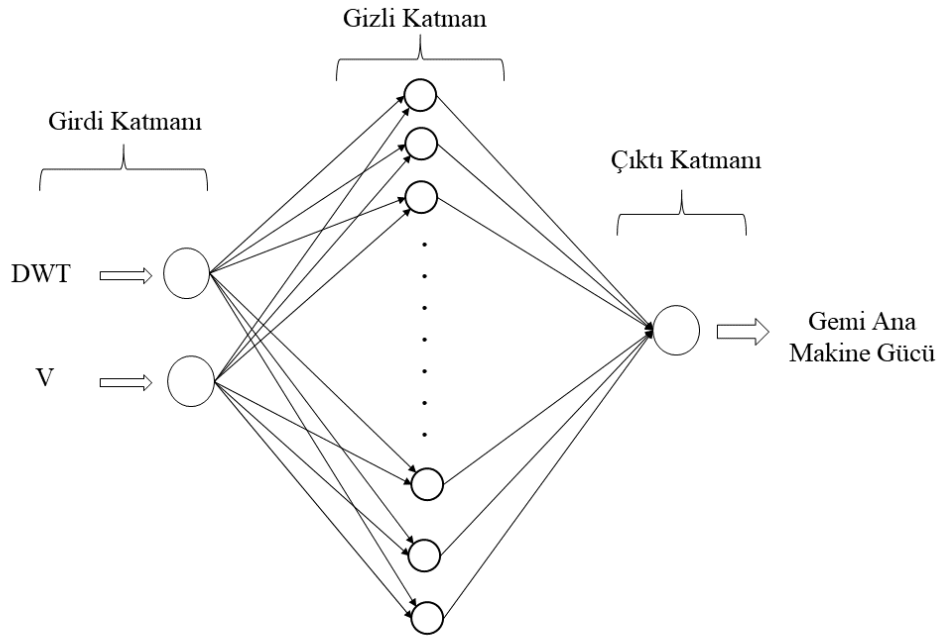 Gizli Katman
Girdi Katmanı
Çıktı Katmanı
DWT
V
Gemi Ana
Makine Gücü